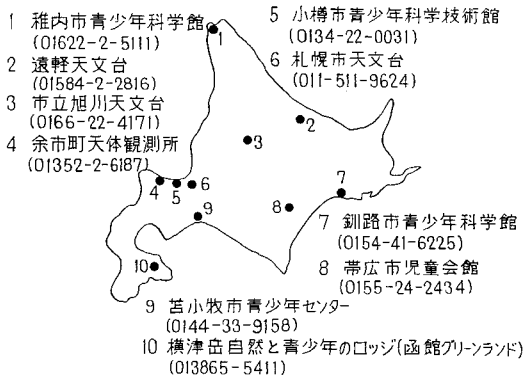 1 稚内市青少年科学館
(01622-2-5111)
2 遠軽天文台
(01584-2-2816)
3 市立旭川天文台
(0166-22-4171)
4 余市町天体観測所
(01352-2-6187)
5 小樽市青少年科学技術館
(0134-22-0031)
6 札幌市天文台
(011-511-9624)
1
2
3
4
5
6
7
8
9
10
7 釧路市青少年科学館
(0154-41-6225)
8 帯広市児童会館
(0155-24-2434)
9 苫小牧市青少年センター
(0144-33-9158)
10 横津岳自然と青少年のロッジ(函館グリーンランド)
(013865-5411)